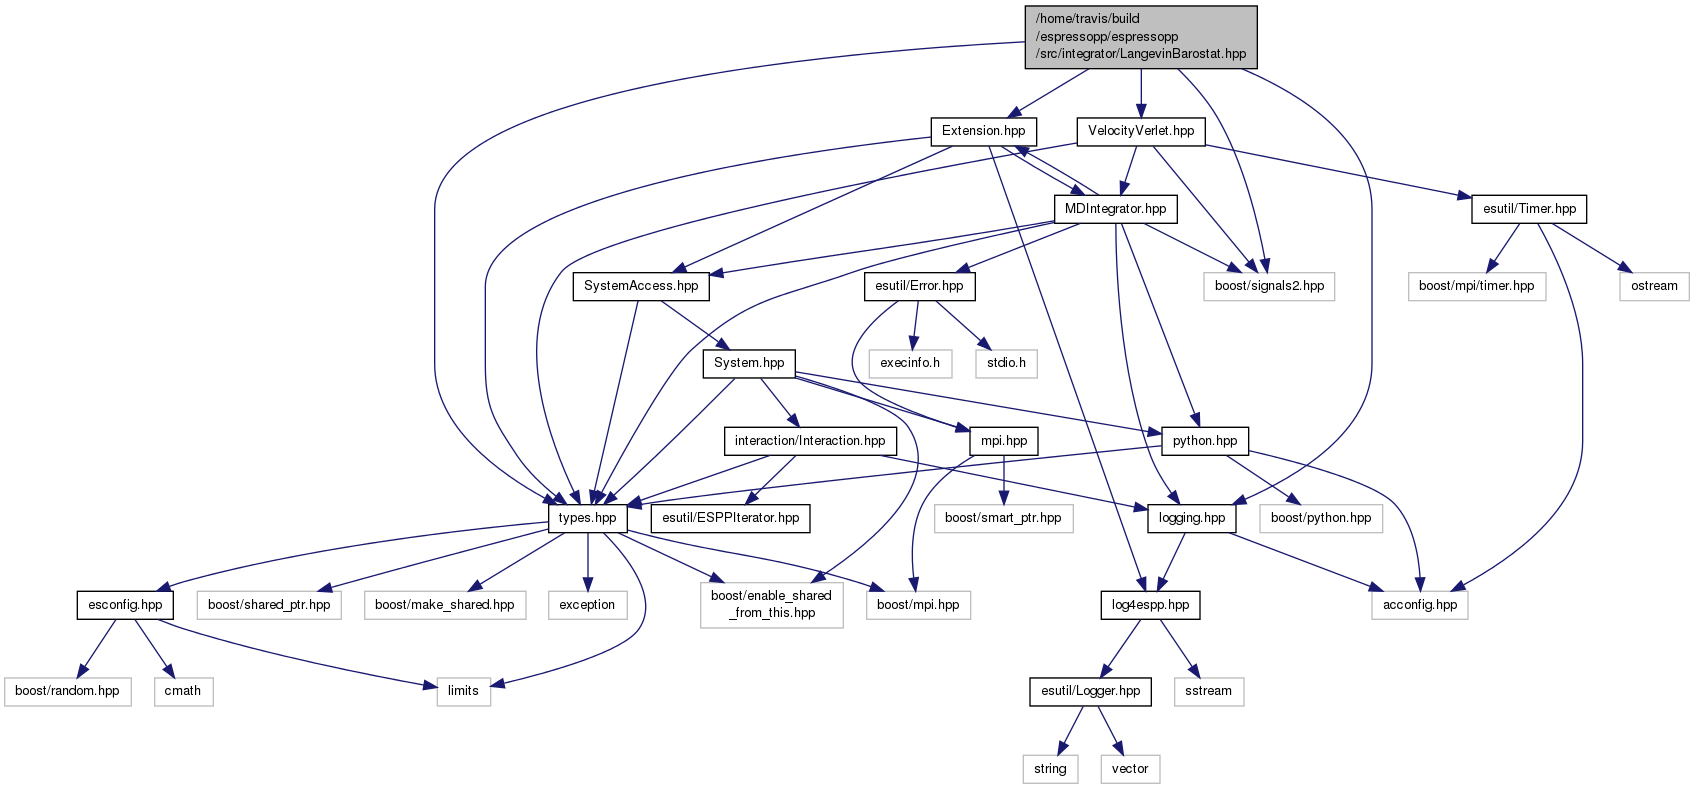 /home/travis/build
/espressopp/espressopp
/src/integrator/LangevinBarostat.hpp
Extension.hpp
VelocityVerlet.hpp
MDIntegrator.hpp
esutil/Timer.hpp
SystemAccess.hpp
esutil/Error.hpp
boost/signals2.hpp
boost/mpi/timer.hpp
ostream
System.hpp
execinfo.h
stdio.h
interaction/Interaction.hpp
mpi.hpp
python.hpp
types.hpp
esutil/ESPPIterator.hpp
boost/smart_ptr.hpp
logging.hpp
boost/python.hpp
esconfig.hpp
boost/shared_ptr.hpp
boost/make_shared.hpp
exception
boost/enable_shared
_from_this.hpp
boost/mpi.hpp
log4espp.hpp
acconfig.hpp
boost/random.hpp
cmath
limits
esutil/Logger.hpp
sstream
string
vector